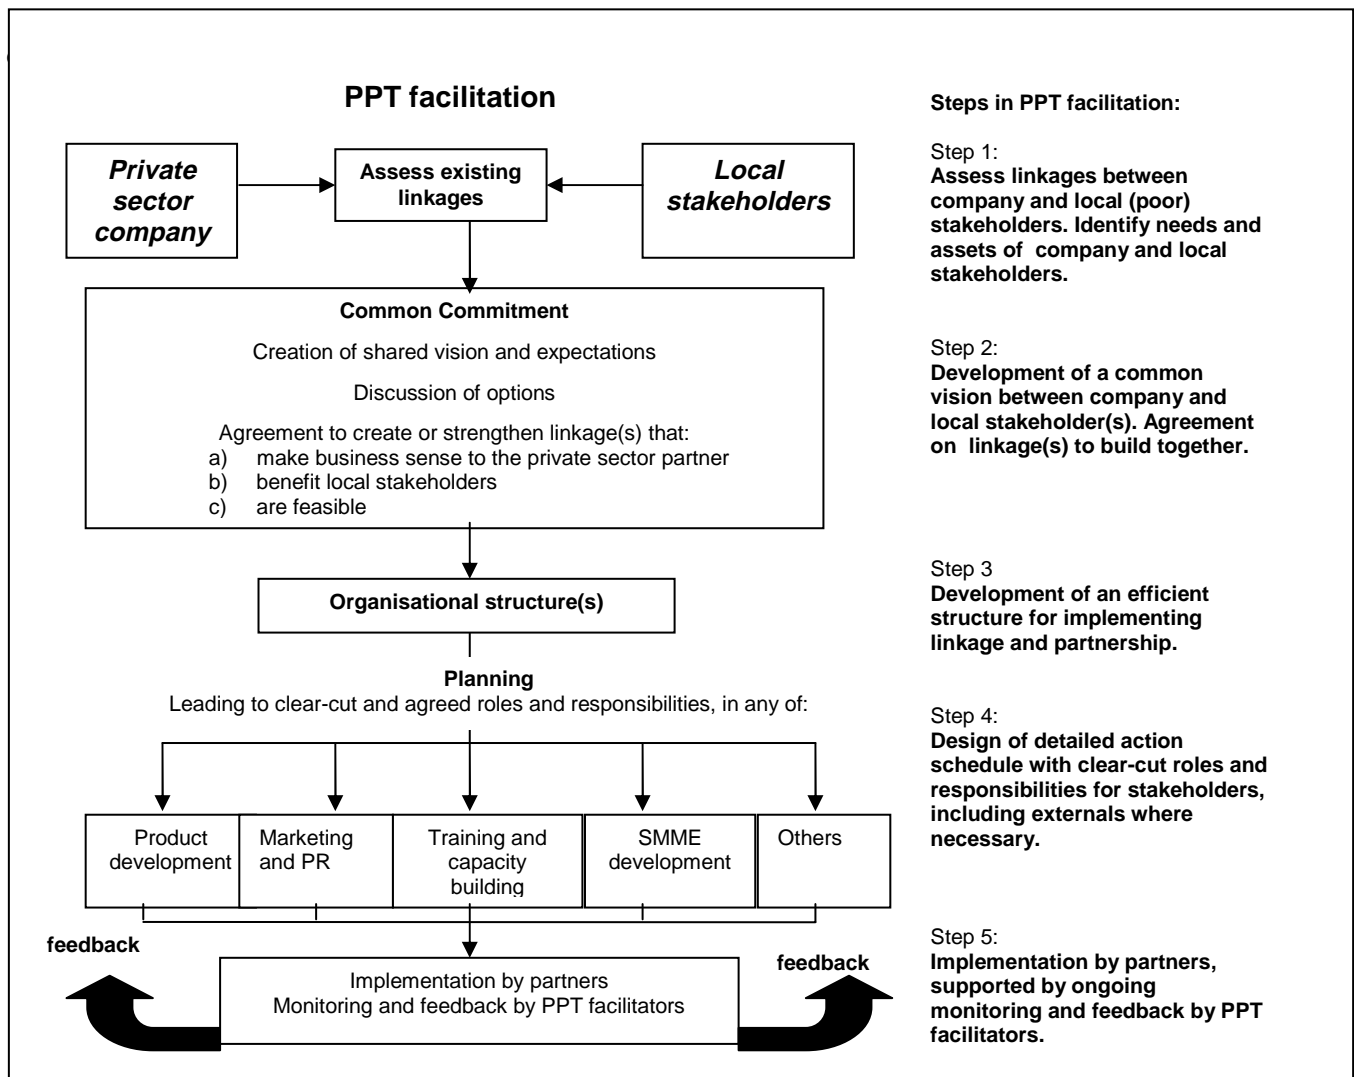 PPT facilitation
Private
sector
company
Assess existing
linkages
Local
stakeholders
Common Commitment
Creation of shared vision and expectations
Discussion of options
Agreement to create or strengthen linkage(s) that:
a) make business sense to the private sector partner
b) benefit local stakeholders
c) are feasible
Organisational structure(s)
Planning
Leading to clear-cut and agreed roles and responsibilities, in any of:
Product
development
Marketing
and PR
Training and
capacity
building
SMME
development
Others
feedback
Implementation by partners
Monitoring and feedback by PPT facilitators
feedback
Steps in PPT facilitation:
Step 1:
Assess linkages between
company and local (poor)
stakeholders. Identify needs and
assets of company and local
stakeholders.
Step 2:
Development of a common
vision between company and
local stakeholder(s). Agreement
on linkage(s) to build together.
Step 3
Development of an efficient
structure for implementing
linkage and partnership.
Step 4:
Design of detailed action
schedule with clear-cut roles and
responsibilities for stakeholders,
including externals where
necessary.
Step 5:
Implementation by partners,
supported by ongoing
monitoring and feedback by PPT
facilitators.